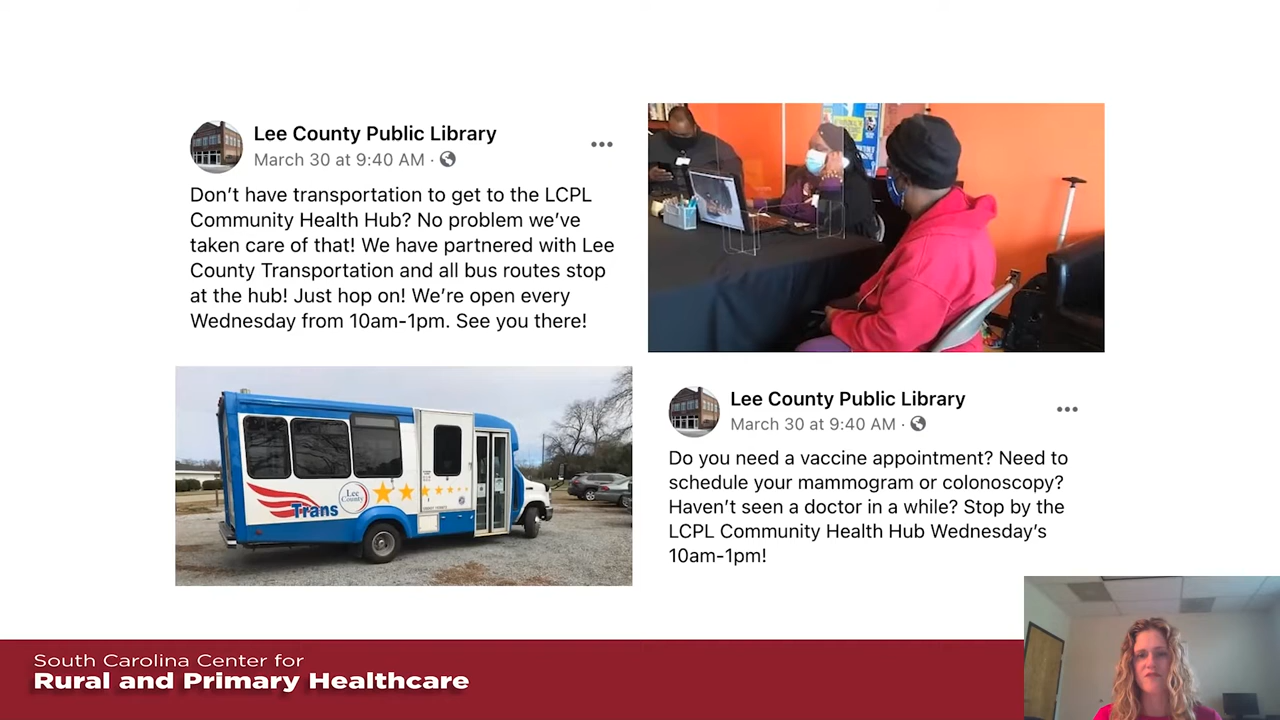 Lee County Public Library
March 30 at 9:40 AM ·
Don't have transportation to get to the LCPL
Community Health Hub? No problem we've
taken care of that! We have partnered with Lee
County Transportation and all bus routes stop
at the hub! Just hop on! We're open every
Wednesday from 10am-1pm. See you there!
Lee
County
Trans
Lee County Public Library
March 30 at 9:40 AM ·
Do you need a vaccine appointment? Need to
schedule your mammogram or colonoscopy?
Haven't seen a doctor in a while? Stop by the
LCPL Community Health Hub Wednesday's
10am-1pm!
South Carolina Center for
Rural and Primary Healthcare